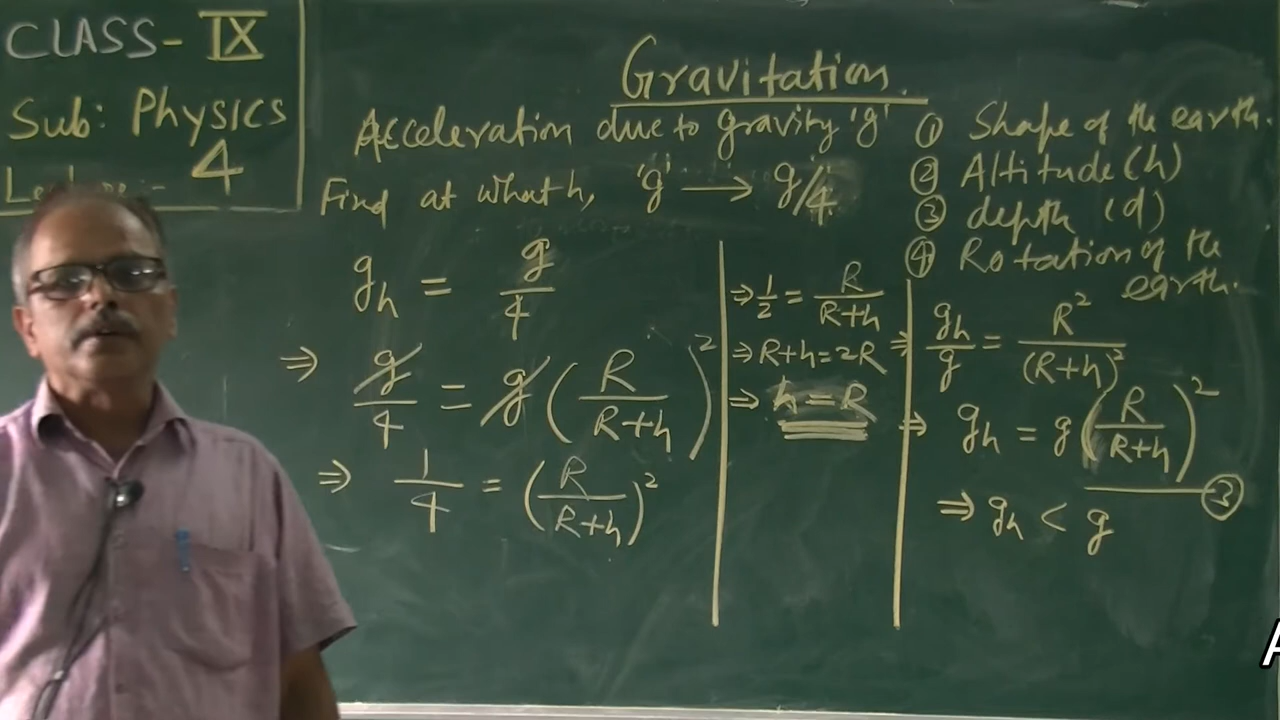 CLASS- IX
Sub: Physics
:- 4
Gravitation.
Acceleration due to gravity 'g'
Find at what h, 'g' → g/4
g_h = g/4
⇒ g/4 = g (R/(R+h))²
⇒ 1/4 = (R/(R+h))²
⇒ 1/2 = R/(R+h)
⇒ R+h = 2R
⇒ h = R
① Shape of the earth.
② Altitude (h)
③ depth (d)
④ Rotation of the
earth.
⇒ g_h/g = R²/(R+h)²
⇒ g_h = g (R/(R+h))²
③
⇒ g_h < g
A